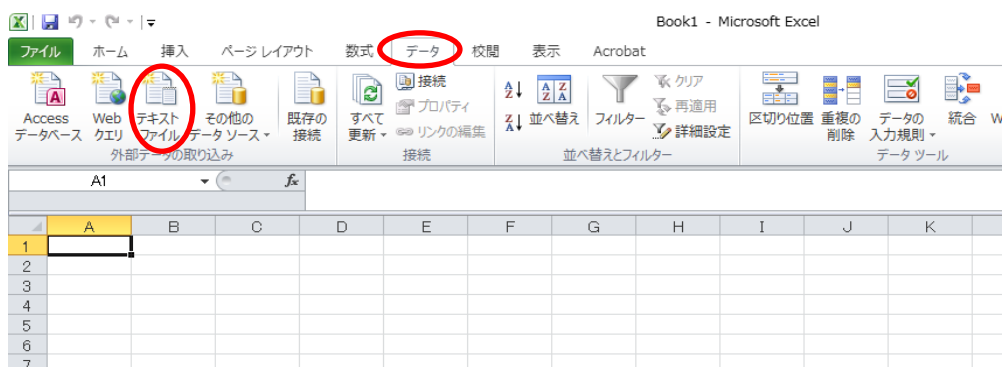 Book1 - Microsoft Excel
ファイル ホーム 挿入 ページ レイアウト 数式 データ 校閲 表示 Acrobat
Access データベース
Web クエリ
テキスト ファイル
その他の データ ソース
既存の 接続
外部データの取り込み
すべて 更新
接続
プロパティ
リンクの編集
接続
並べ替え
フィルター
クリア
再適用
詳細設定
並べ替えとフィルター
区切り位置
重複の 削除
データの 入力規則
統合
W
データ ツール
A1 fx
A B C D E F G H I J K
1
2
3
4
5
6
7